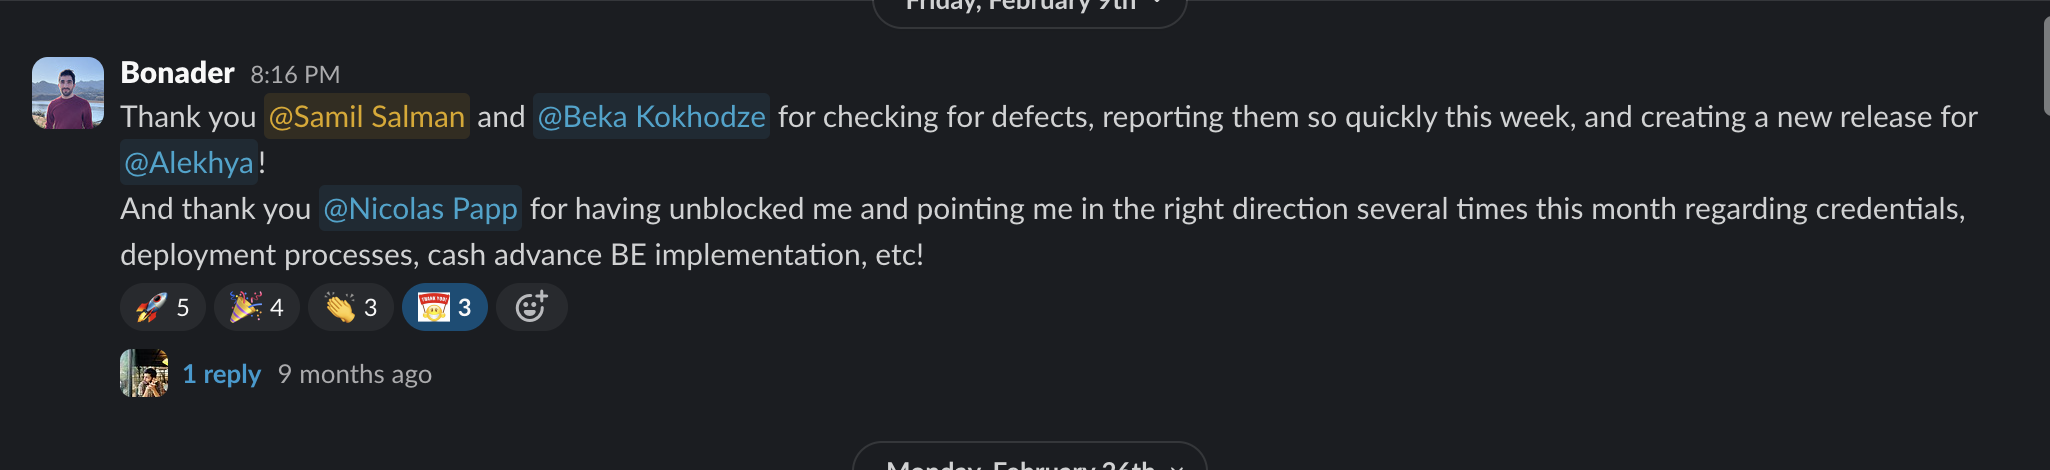 Friday, February 9th
Bonader 8:16 PM
Thank you @Samil Salman and @Beka Kokhodze for checking for defects, reporting them so quickly this week, and creating a new release for
@Alekhya!
And thank you @Nicolas Papp for having unblocked me and pointing me in the right direction several times this month regarding credentials,
deployment processes, cash advance BE implementation, etc!
5 4 3 THANK YOU! 3
1 reply 9 months ago
Monday, February 26th